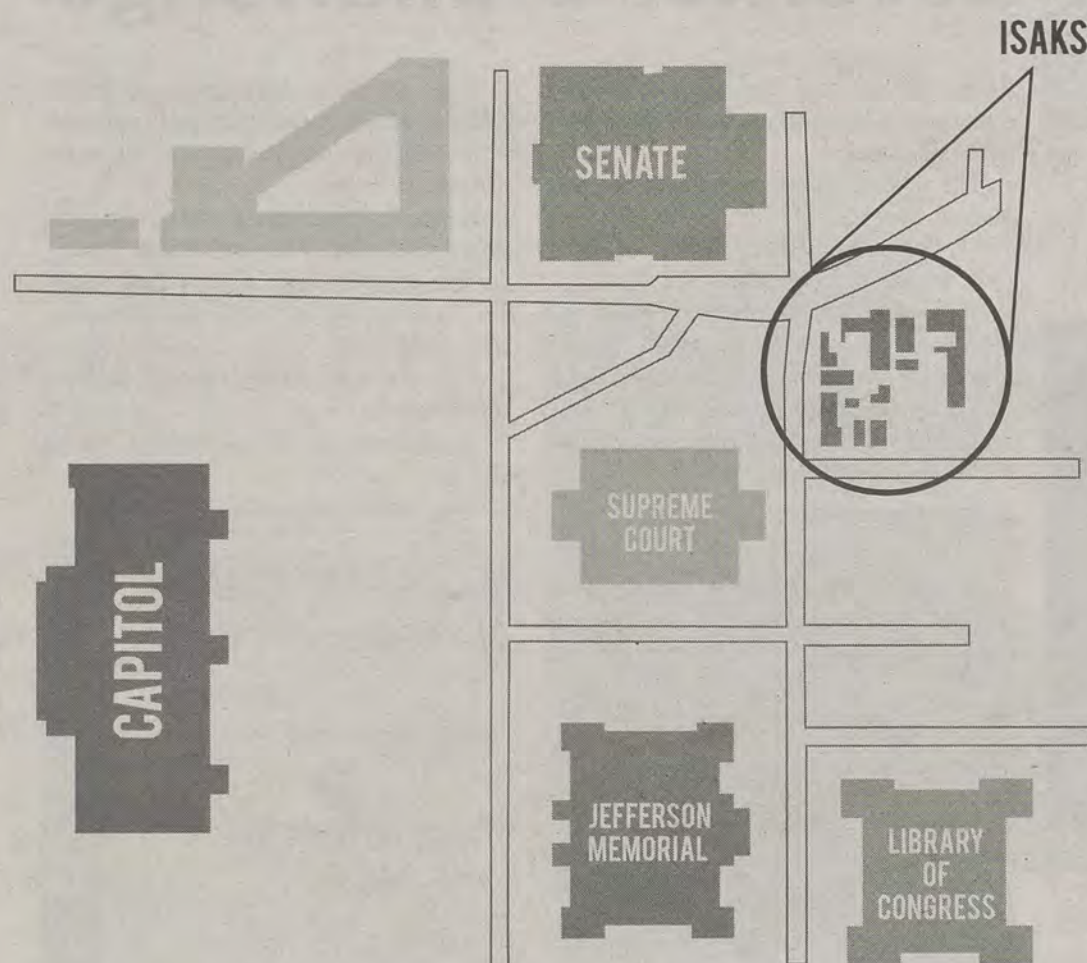 ISAKS
SENATE
SUPREME
COURT
CAPITOL
JEFFERSON
MEMORIAL
LIBRARY
OF
CONGRESS